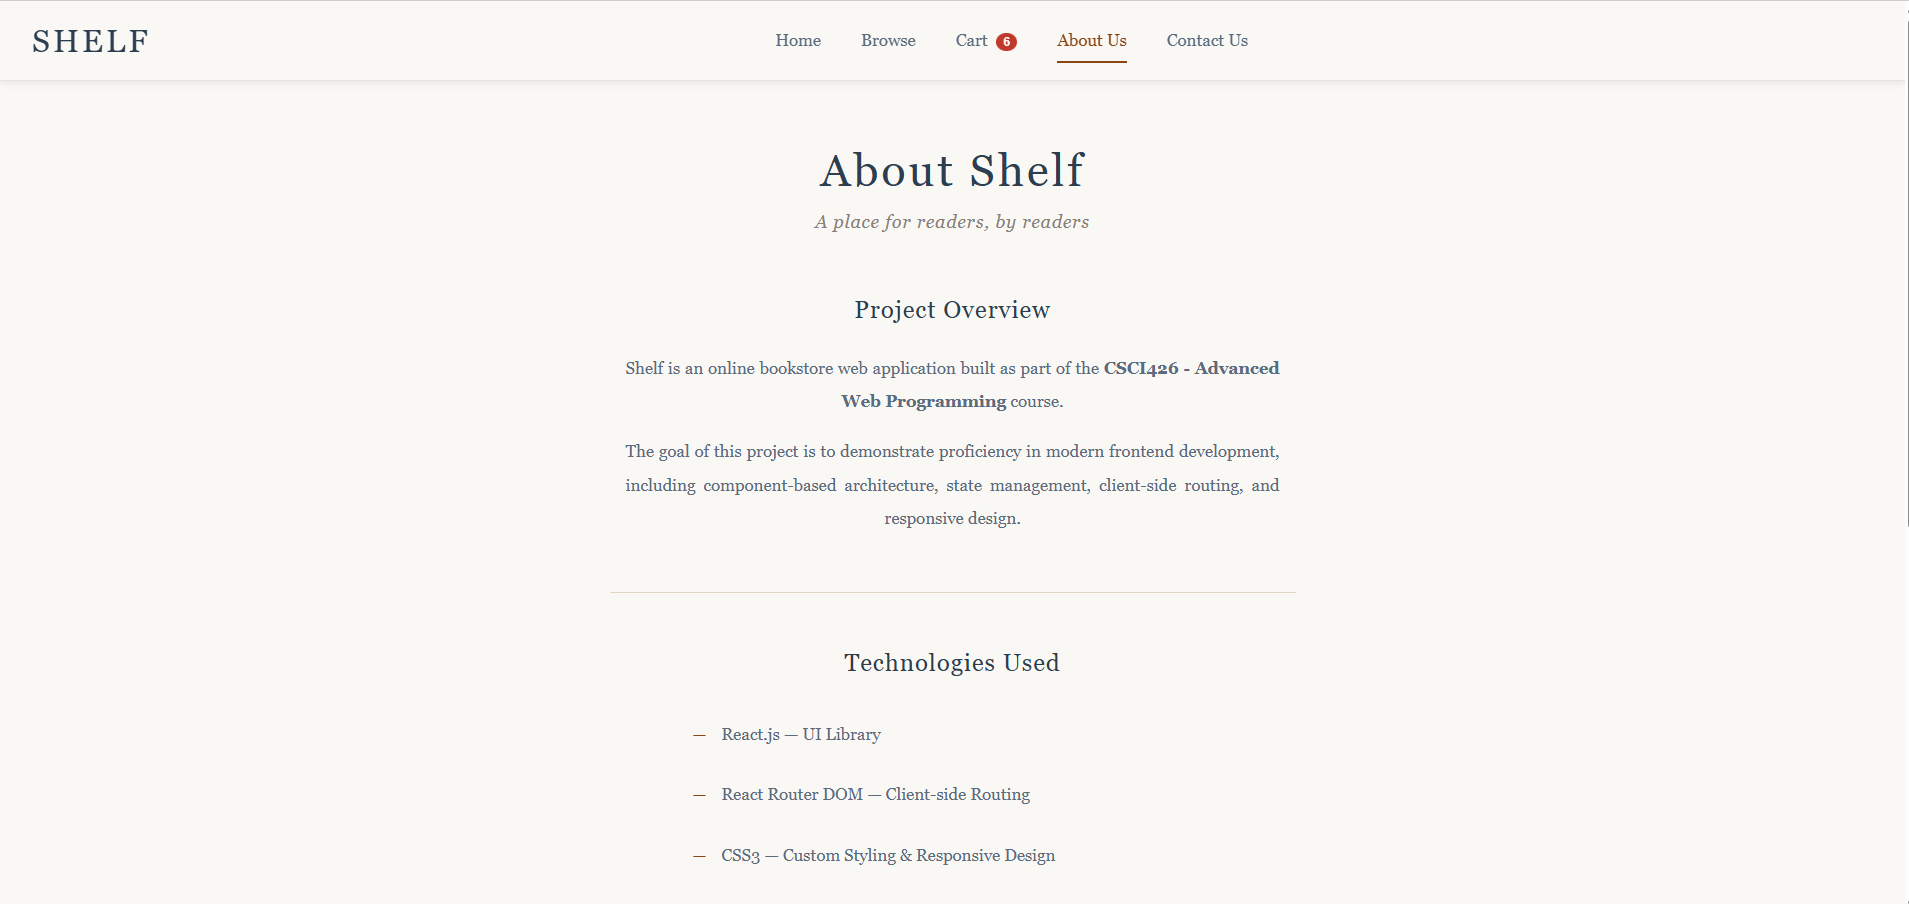 SHELF
Home Browse Cart 6 About Us Contact Us
About Shelf
A place for readers, by readers
Project Overview
Shelf is an online bookstore web application built as part of the CSCI426 - Advanced
Web Programming course.
The goal of this project is to demonstrate proficiency in modern frontend development,
including component-based architecture, state management, client-side routing, and
responsive design.
Technologies Used
— React.js — UI Library
— React Router DOM — Client-side Routing
— CSS3 — Custom Styling & Responsive Design